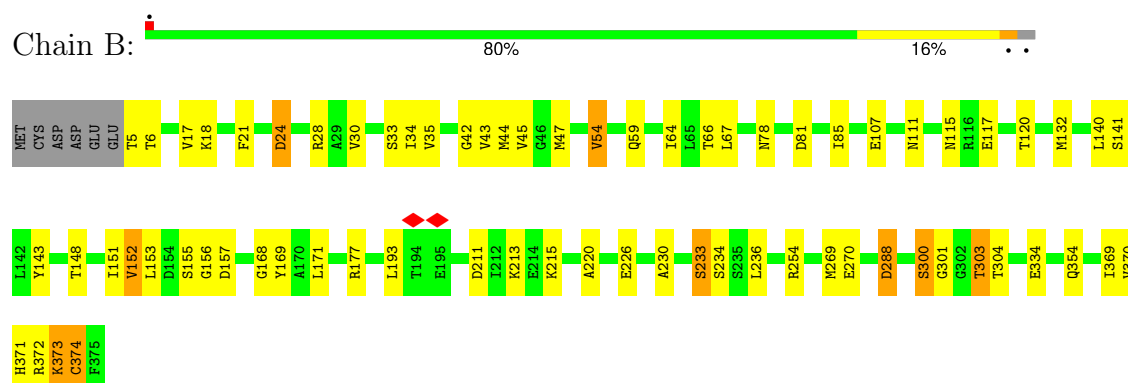 Chain B:
80%
16%
MET CYS ASP ASP GLU GLU T5 T6 V17 K18 F21 D24 R28 A29 V30 S33 I34 V35 G42 V43 M44 V45 G46 M47 V54 Q59 I64 L65 T66 L67 N78 D81 I85 E107 N111 N115 R116 E117 T120 M132 L140 S141
L142 Y143 T148 I151 V152 L153 D154 S155 G156 D157 G168 Y169 A170 L171 R177 L193 T194 E195 D211 I212 K213 E214 K215 A220 E226 A230 S233 S234 S235 L236 R254 M269 E270 D288 S300 G301 G302 T303 T304 E334 Q354 I369 V370
H371 R372 K373 C374 F375